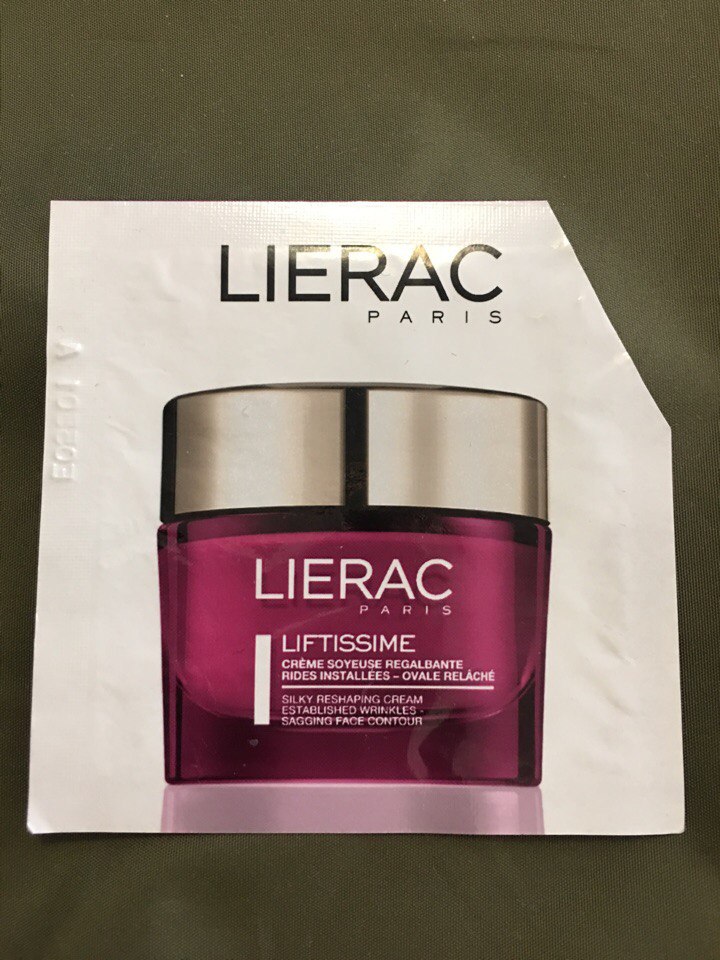 LIERAC
PARIS
LIERAC
PARIS
LIFTISSIME
CRÈME SOYEUSE REGALBANTE
RIDES INSTALLÉES – OVALE RELÂCHÉ
SILKY RESHAPING CREAM
ESTABLISHED WRINKLES -
SAGGING FACE CONTOUR